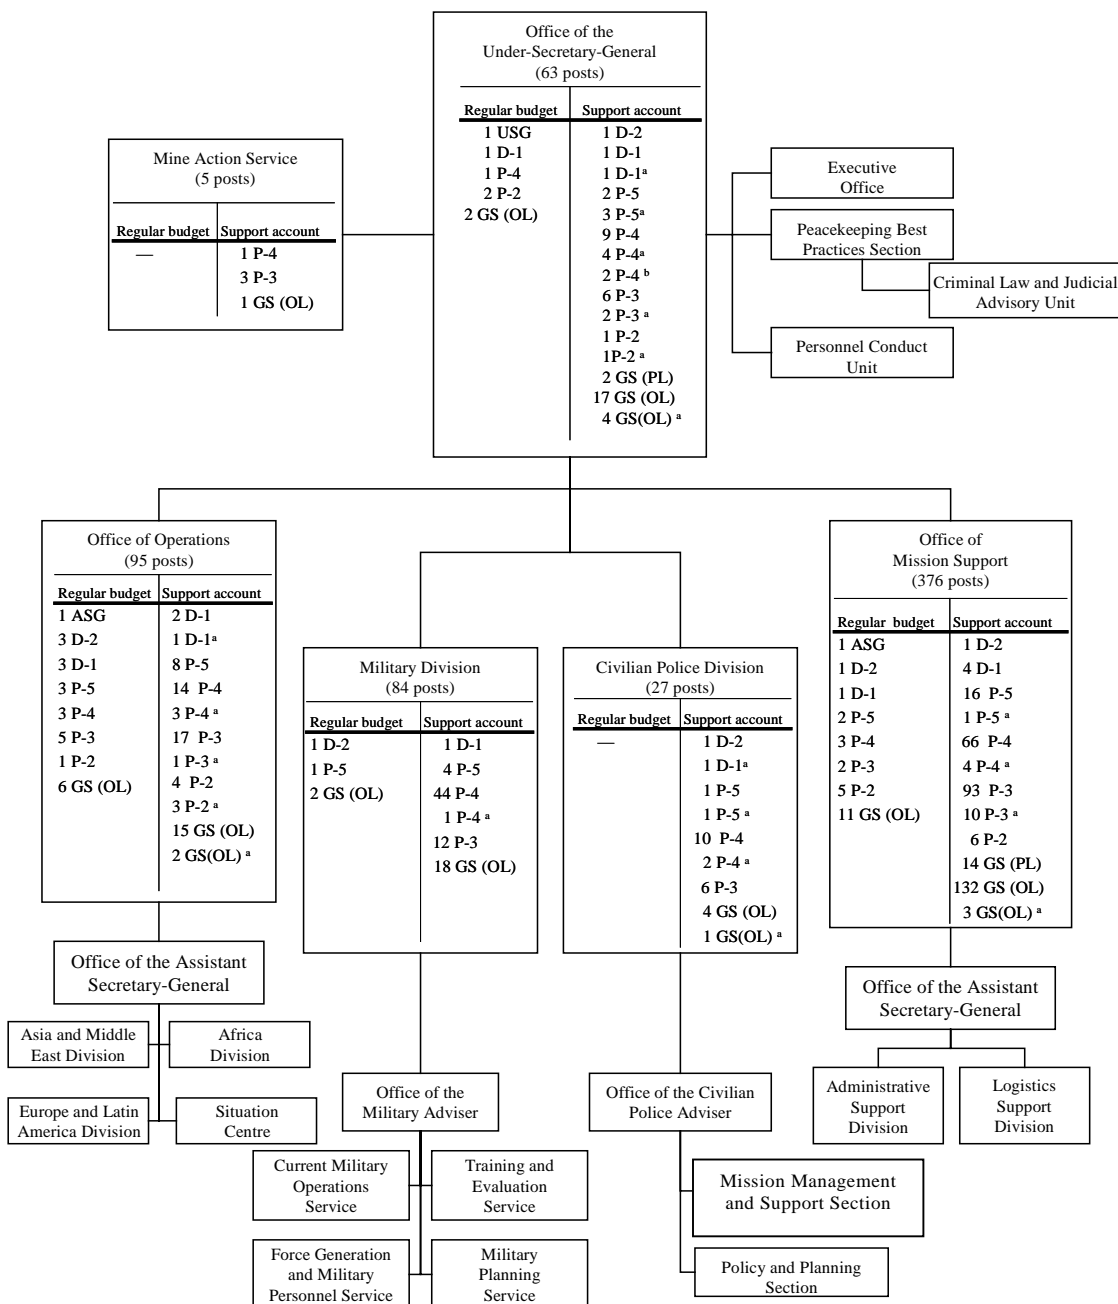 Office of the
Under-Secretary-General
(63 posts)
Regular budget Support account
1 USG 1 D-2
1 D-1 1 D-1
1 P-4 1 D-1 a
2 P-2 2 P-5
2 GS (OL) 3 P-5 a
9 P-4
4 P-4 a
2 P-4 b
6 P-3
2 P-3 a
1 P-2
1P-2 a
2 GS (PL)
17 GS (OL)
4 GS(OL) a
Mine Action Service
(5 posts)
Regular budget Support account
— 1 P-4
3 P-3
1 GS (OL)
Executive
Office
Peacekeeping Best
Practices Section
Criminal Law and Judicial
Advisory Unit
Personnel Conduct
Unit
Office of Operations
(95 posts)
Regular budget Support account
1 ASG 2 D-1
3 D-2 1 D-1 a
3 D-1 8 P-5
3 P-5 14 P-4
3 P-4 3 P-4 a
5 P-3 17 P-3
1 P-2 1 P-3 a
6 GS (OL) 4 P-2
3 P-2 a
15 GS (OL)
2 GS(OL) a
Military Division
(84 posts)
Regular budget Support account
1 D-2 1 D-1
1 P-5 4 P-5
2 GS (OL) 44 P-4
1 P-4 a
12 P-3
18 GS (OL)
Civilian Police Division
(27 posts)
Regular budget Support account
— 1 D-2
1 D-1 a
1 P-5
1 P-5 a
10 P-4
2 P-4 a
6 P-3
4 GS (OL)
1 GS(OL) a
Office of
Mission Support
(376 posts)
Regular budget Support account
1 ASG 1 D-2
1 D-2 4 D-1
1 D-1 16 P-5
2 P-5 1 P-5 a
3 P-4 66 P-4
2 P-3 4 P-4 a
5 P-2 93 P-3
11 GS (OL) 10 P-3 a
6 P-2
14 GS (PL)
132 GS (OL)
3 GS(OL) a
Office of the Assistant
Secretary-General
Asia and Middle
East Division
Africa
Division
Europe and Latin
America Division
Situation
Centre
Office of the
Military Adviser
Current Military
Operations
Service
Training and
Evaluation
Service
Force Generation
and Military
Personnel Service
Military
Planning
Service
Office of the Civilian
Police Adviser
Mission Management
and Support Section
Policy and Planning
Section
Office of the Assistant
Secretary-General
Administrative
Support
Division
Logistics
Support
Division